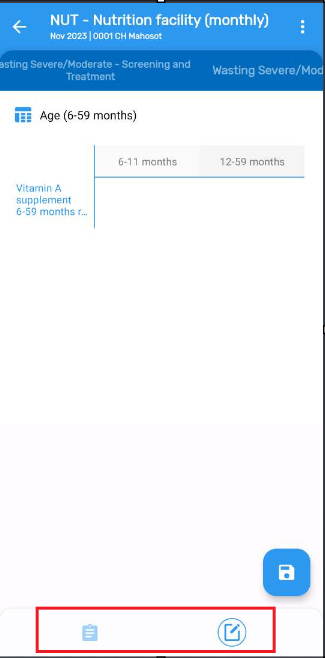 NUT - Nutrition facility (monthly)
Nov 2023 | 0001 CH Mahosot
asting Severe/Moderate - Screening and
Treatment
Wasting Severe/Mod
Age (6-59 months)
6-11 months 12-59 months
Vitamin A
supplement
6-59 months r...